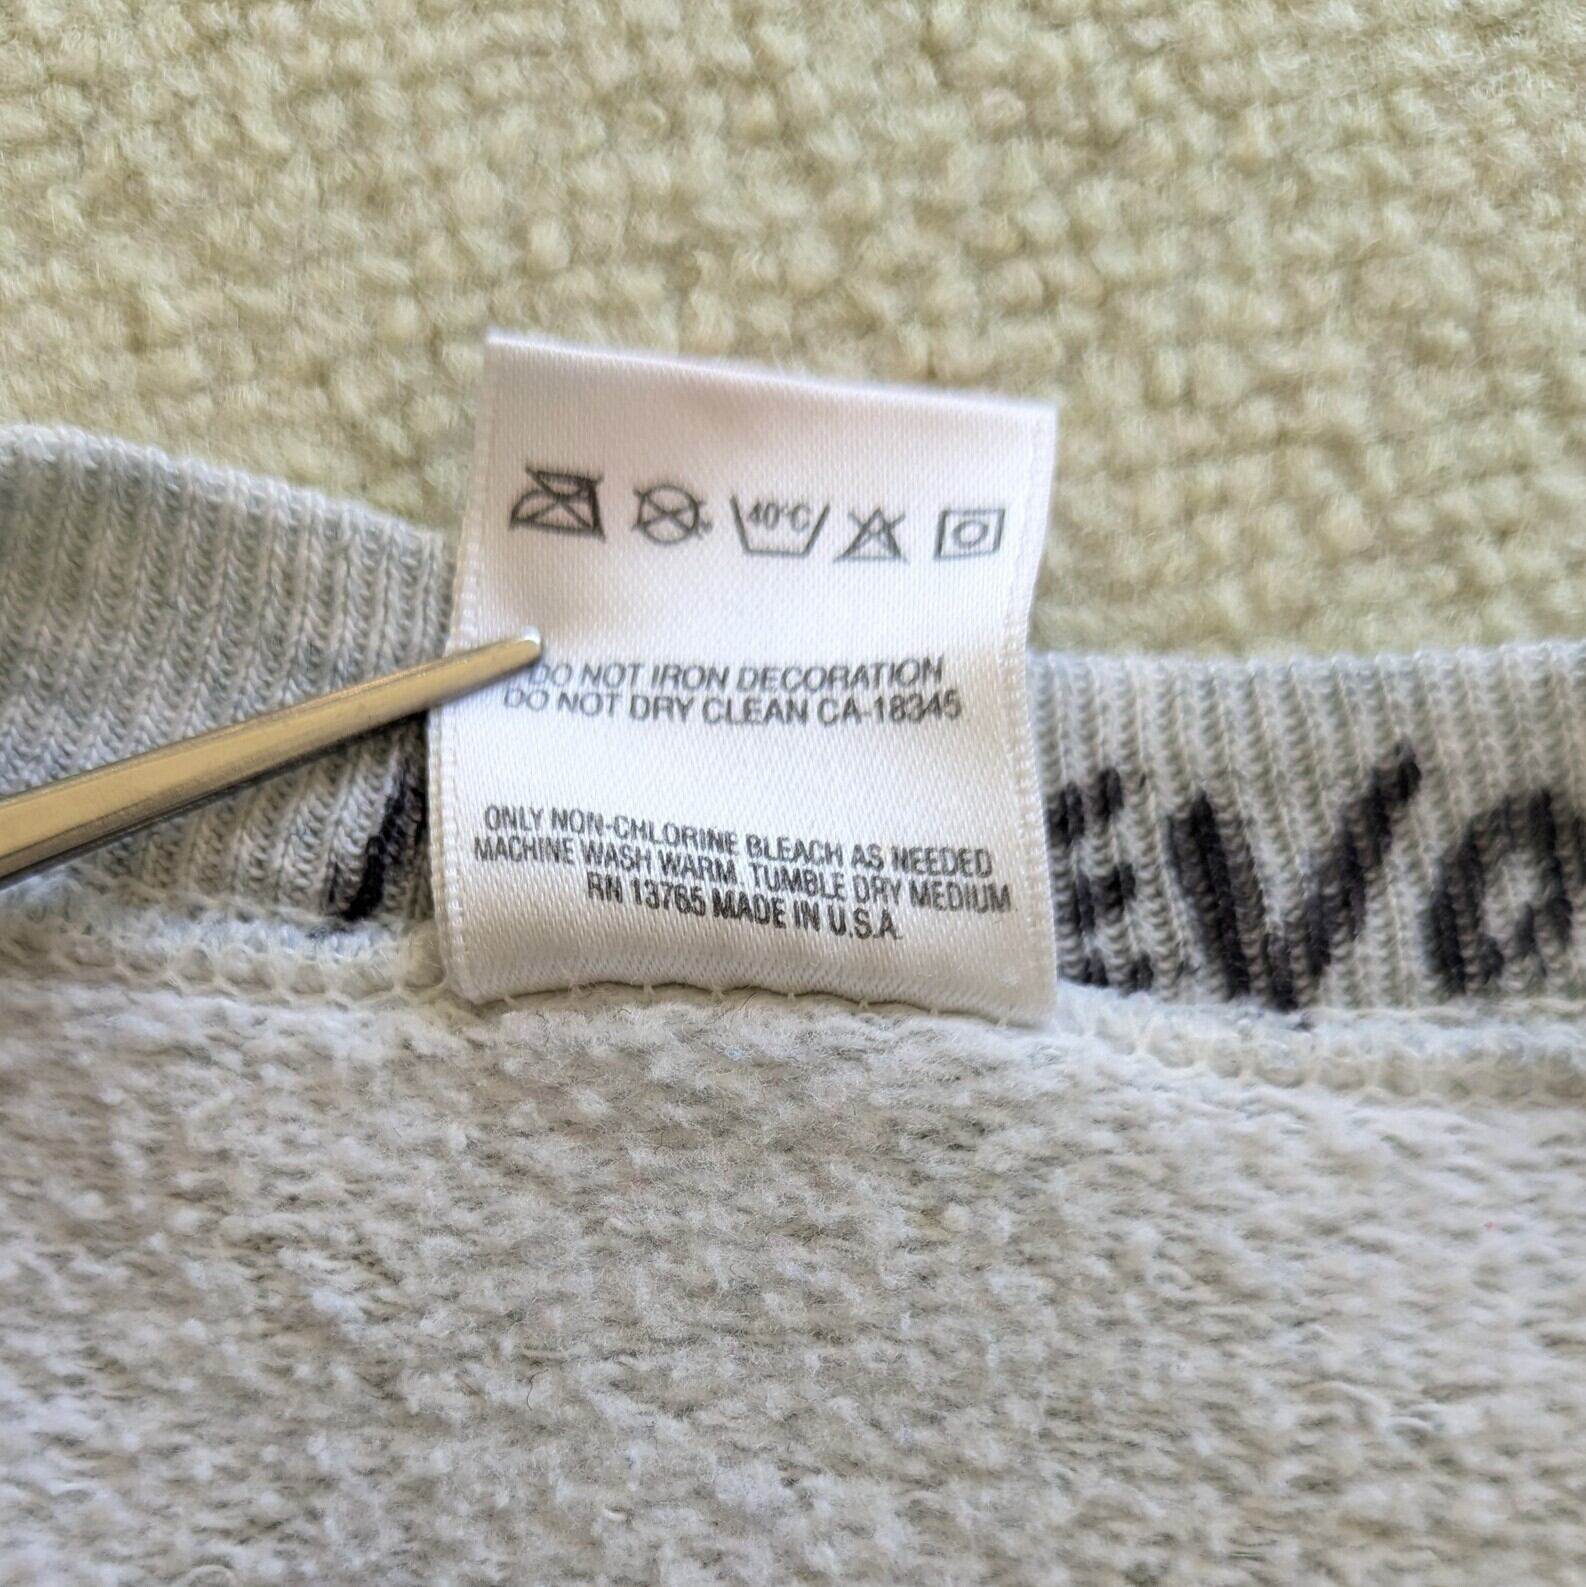 40°C
DO NOT IRON DECORATION
DO NOT DRY CLEAN CA-18345
ONLY NON-CHLORINE BLEACH AS NEEDED
MACHINE WASH WARM. TUMBLE DRY MEDIUM
RN 13765 MADE IN U.S.A.